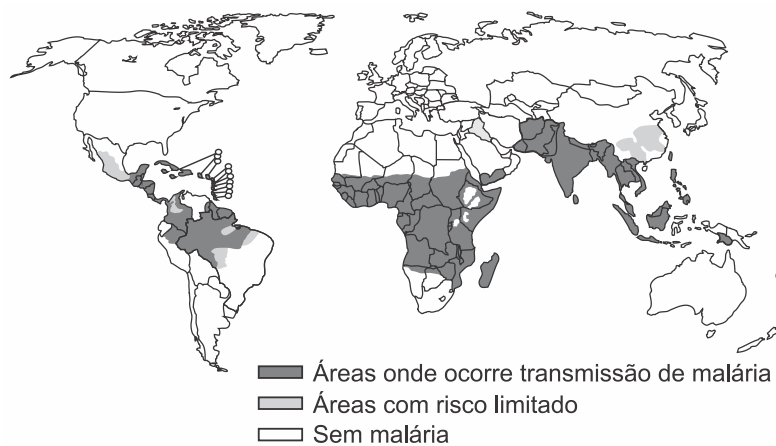 Áreas onde ocorre transmissão de malária
Áreas com risco limitado
Sem malária